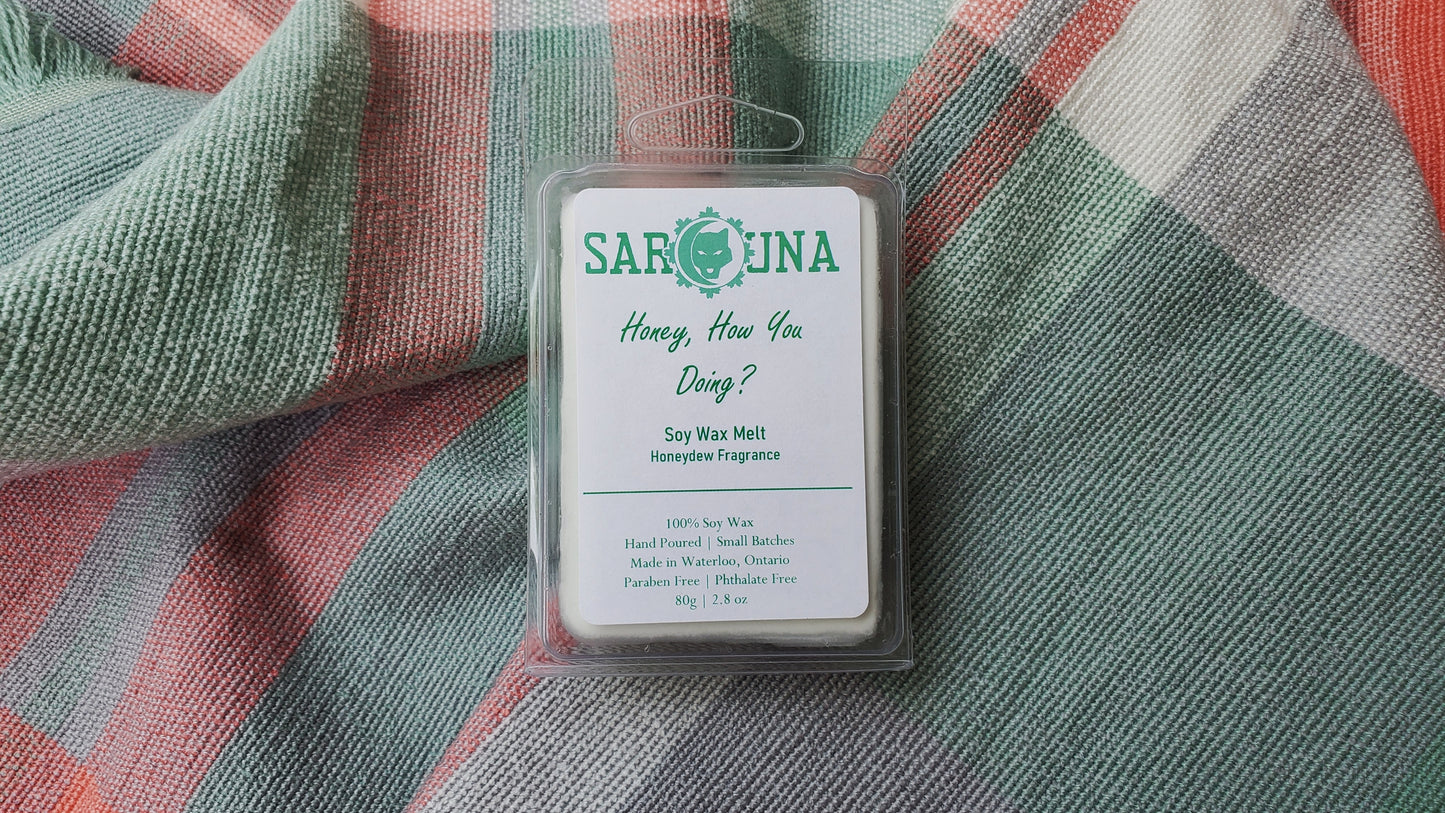 SAR UNA
Honey, How You
Doing?
Soy Wax Melt
Honeydew Fragrance
100% Soy Wax
Hand Poured | Small Batches
Made in Waterloo, Ontario
Paraben Free | Phthalate Free
80g | 2.8 oz